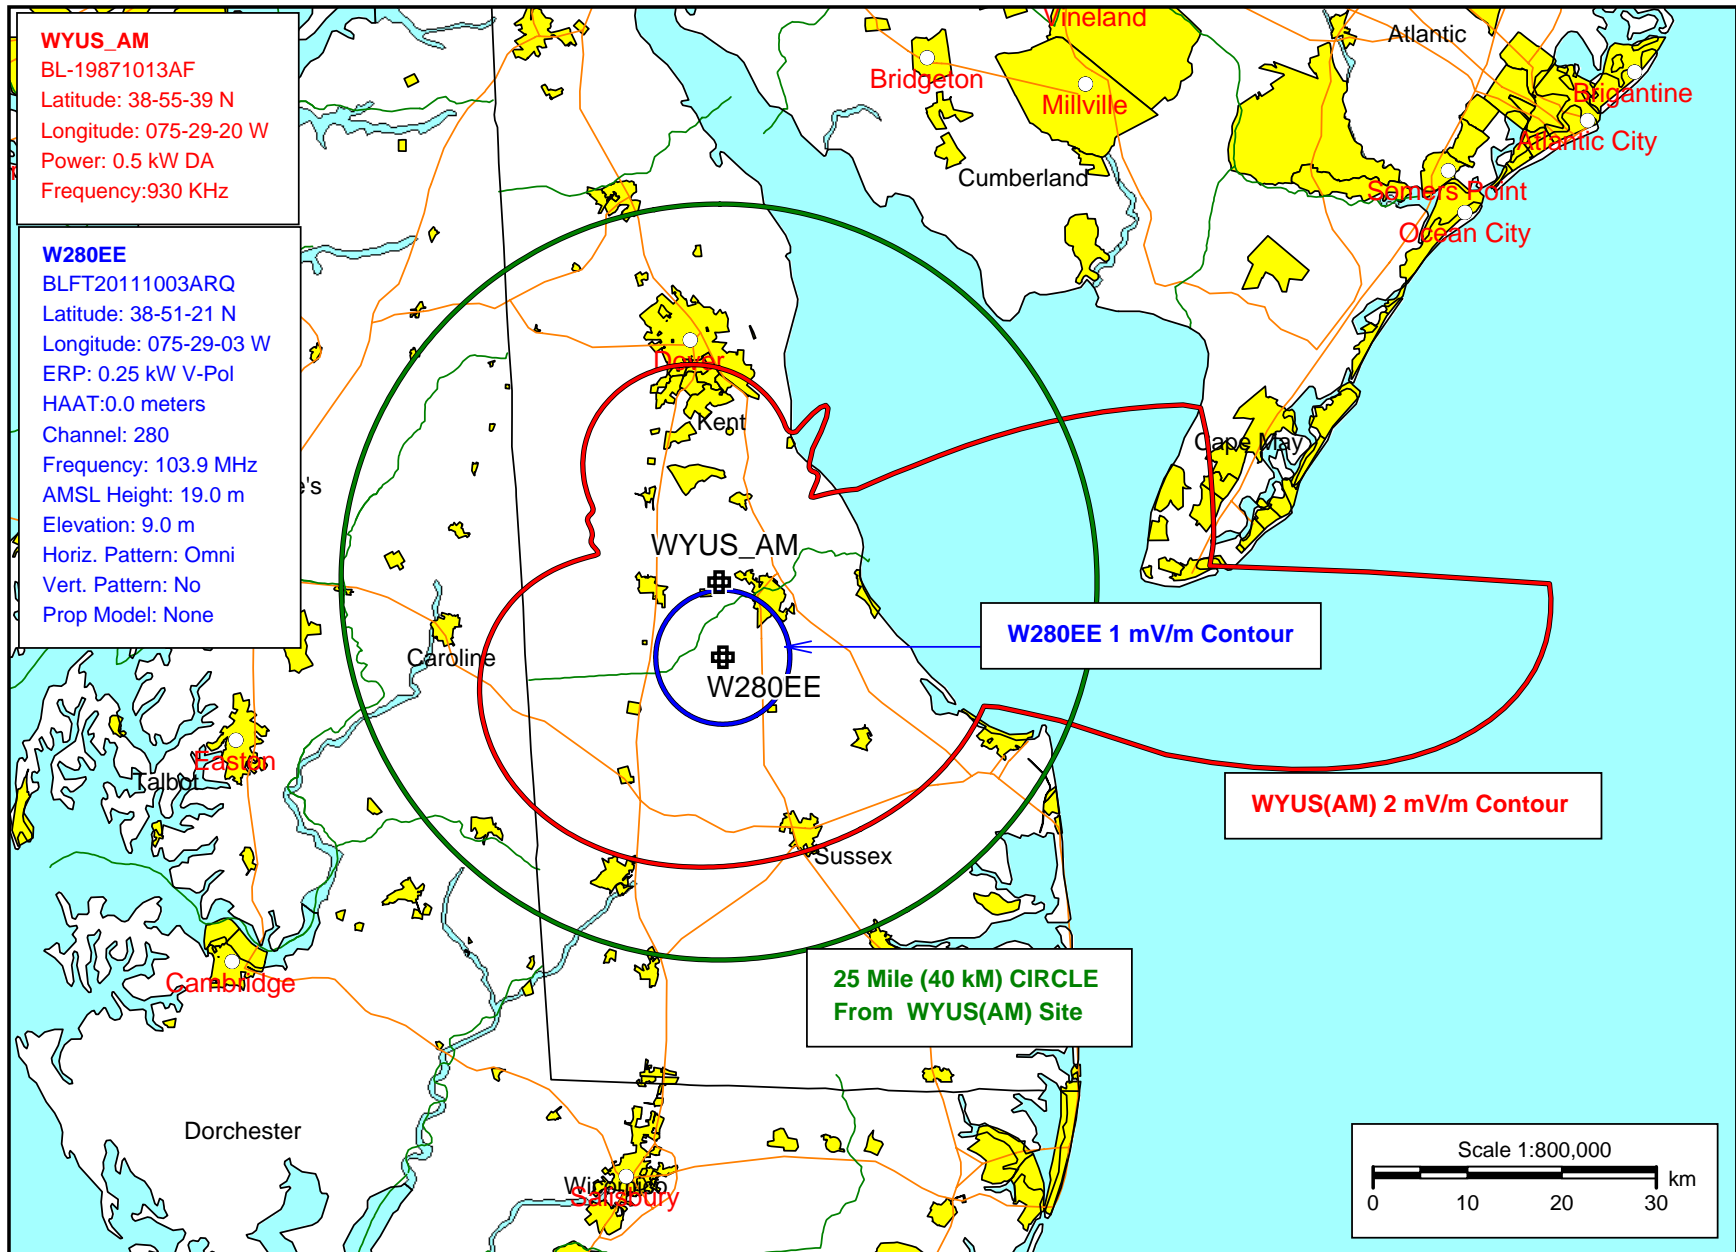 WYUS_AM
BL-19871013AF
Latitude: 38-55-39 N
Longitude: 075-29-20 W
Power: 0.5 kW DA
Frequency:930 KHz
W280EE
BLFT20111003ARQ
Latitude: 38-51-21 N
Longitude: 075-29-03 W
ERP: 0.25 kW V-Pol
HAAT:0.0 meters
Channel: 280
Frequency: 103.9 MHz
AMSL Height: 19.0 m
Elevation: 9.0 m
Horiz. Pattern: Omni
Vert. Pattern: No
Prop Model: None
Vineland
Atlantic
Bridgeton
Millville
Brigantine
Atlantic City
Cumberland
Somers Point
Ocean City
Dover
Kent
Cape May
e's
WYUS_AM
W280EE 1 mV/m Contour
Caroline
W280EE
Easton
Talbot
WYUS(AM) 2 mV/m Contour
Sussex
Cambridge
25 Mile (40 kM) CIRCLE
From WYUS(AM) Site
Dorchester
Wicomico
Salisbury
Scale 1:800,000
km
0 10 20 30